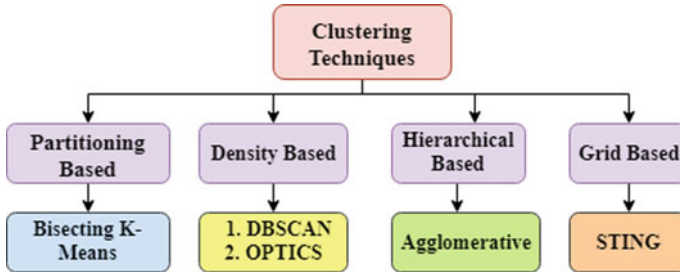 Clustering
Techniques
Partitioning
Based
Density Based
Hierarchical
Based
Grid Based
Bisecting K-
Means
1. DBSCAN
2. OPTICS
Agglomerative
STING